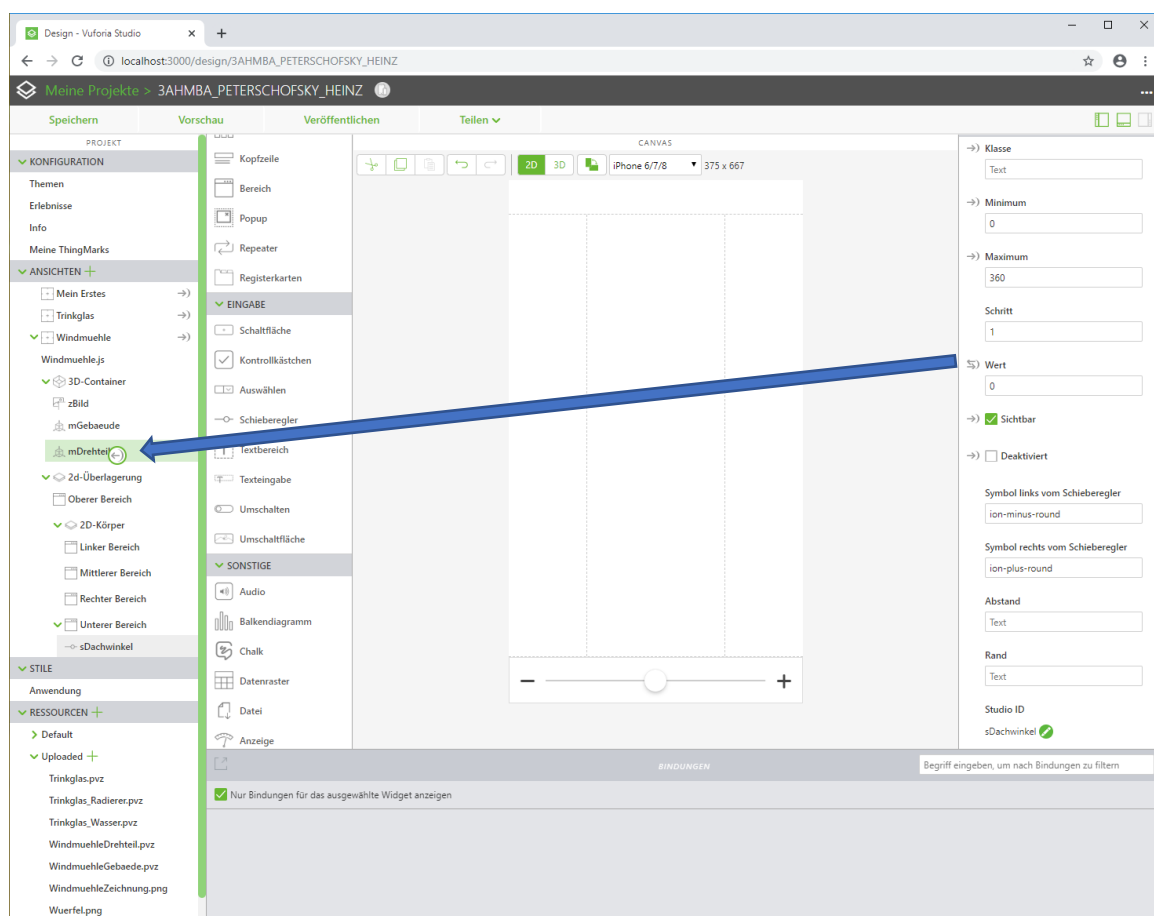 Design - Vuforia Studio
localhost:3000/design/3AHMBA_PETERSCHOFSKY_HEINZ
Meine Projekte > 3AHMBA_PETERSCHOFSKY_HEINZ
Speichern
Vorschau
Veröffentlichen
Teilen
PROJEKT
KONFIGURATION
Themen
Erlebnisse
Info
Meine ThingMarks
ANSICHTEN
Mein Erstes
Trinkglas
Windmuehle
Windmuehle.js
3D-Container
zBild
mGebaeude
mDrehteil
2d-Überlagerung
Oberer Bereich
2D-Körper
Linker Bereich
Mittlerer Bereich
Rechter Bereich
Unterer Bereich
sDachwinkel
STILE
Anwendung
RESSOURCEN
Default
Uploaded
Trinkglas.pvz
Trinkglas_Radierer.pvz
Trinkglas_Wasser.pvz
WindmuehleDrehteil.pvz
WindmuehleGebaede.pvz
WindmuehleZeichnung.png
Wuerfel.png
Kopfzeile
Bereich
Popup
Repeater
Registerkarten
EINGABE
Schaltfläche
Kontrollkästchen
Auswählen
Schieberegler
Textbereich
Texteingabe
Umschalten
Umschaltfläche
SONSTIGE
Audio
Balkendiagramm
Chalk
Datenraster
Datei
Anzeige
CANVAS
2D
3D
iPhone 6/7/8
375 x 667
Klasse
Text
Minimum
0
Maximum
360
Schritt
1
Wert
0
Sichtbar
Deaktiviert
Symbol links vom Schieberegler
ion-minus-round
Symbol rechts vom Schieberegler
ion-plus-round
Abstand
Text
Rand
Text
Studio ID
sDachwinkel
BINDUNGEN
Begriff eingeben, um nach Bindungen zu filtern
Nur Bindungen für das ausgewählte Widget anzeigen